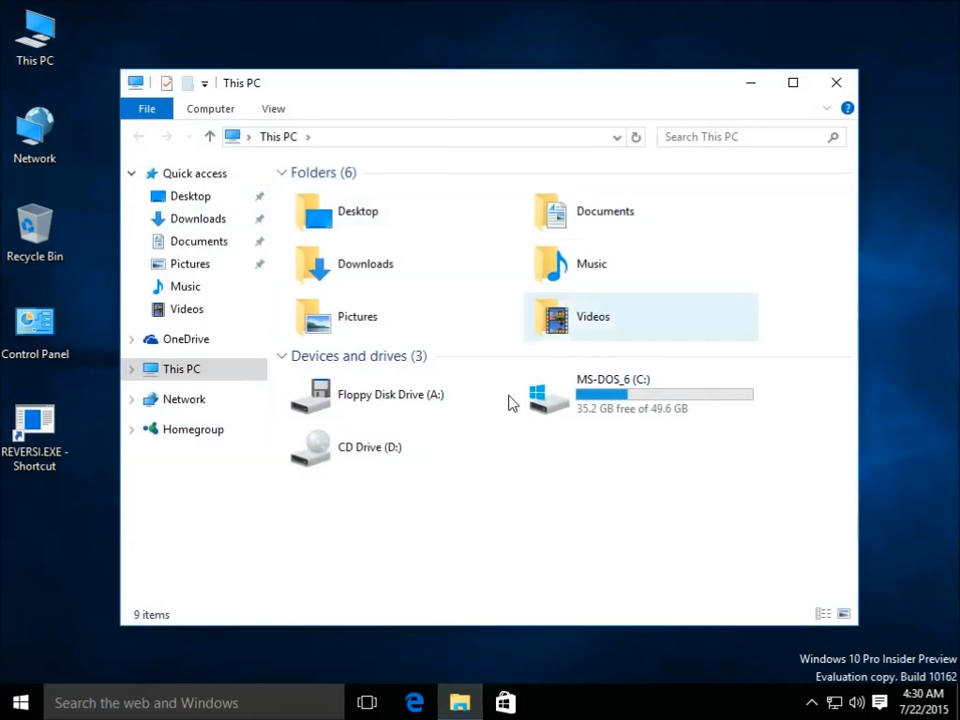 This PC
Network
Recycle Bin
Control Panel
REVERSI.EXE -
Shortcut
This PC
File
Computer
View
This PC
Search This PC
Quick access
Desktop
Downloads
Documents
Pictures
Music
Videos
OneDrive
This PC
Network
Homegroup
Folders (6)
Desktop
Documents
Downloads
Music
Pictures
Videos
Devices and drives (3)
Floppy Disk Drive (A:)
MS-DOS_6 (C:)
35.2 GB free of 49.6 GB
CD Drive (D:)
9 items
Windows 10 Pro Insider Preview
Evaluation copy. Build 10162
Search the web and Windows
4:30 AM
7/22/2015